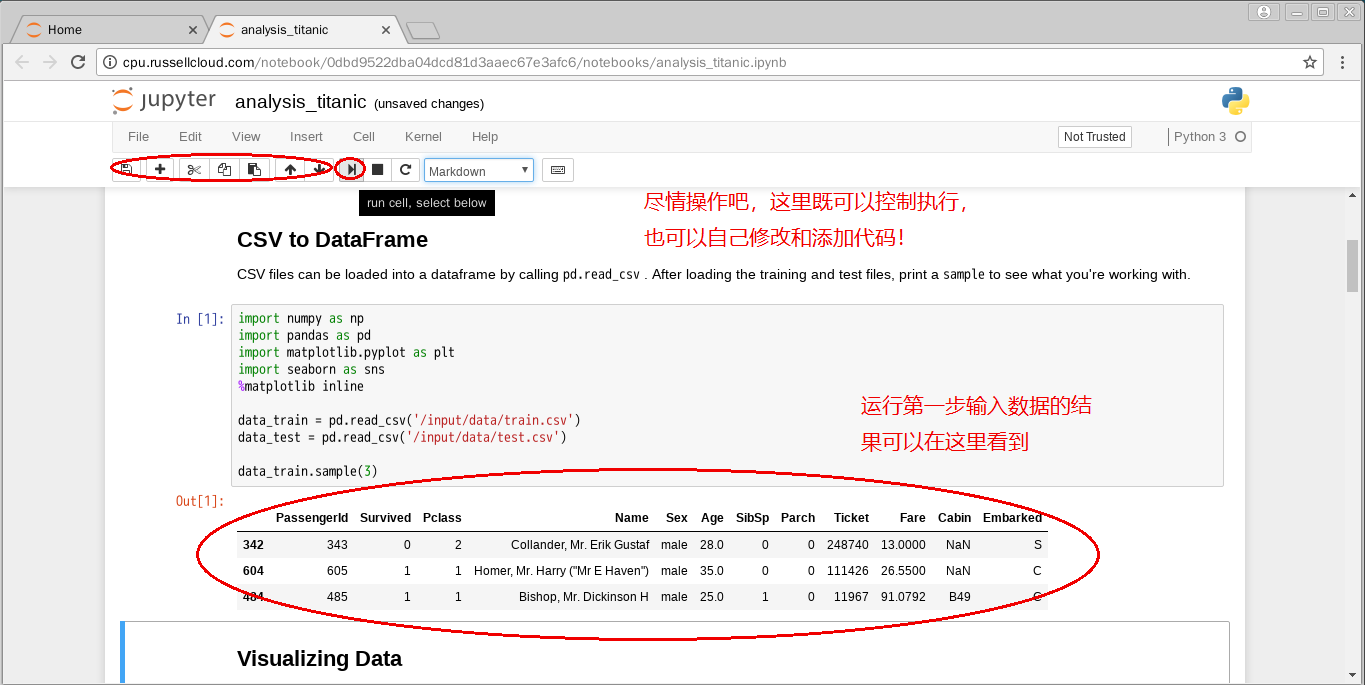 Home
analysis_titanic
cpu.russellcloud.com/notebook/0dbd9522dba04dcd81d3aaec67e3afc6/notebooks/analysis_titanic.ipynb
jupyter analysis_titanic (unsaved changes)
File Edit View Insert Cell Kernel Help Not Trusted Python 3
Markdown
run cell, select below
尽情操作吧，这里既可以控制执行，
也可以自己修改和添加代码！
CSV to DataFrame
CSV files can be loaded into a dataframe by calling pd.read_csv . After loading the training and test files, print a sample to see what you're working with.
In [1]:
import numpy as np
import pandas as pd
import matplotlib.pyplot as plt
import seaborn as sns
%matplotlib inline
data_train = pd.read_csv('/input/data/train.csv')
data_test = pd.read_csv('/input/data/test.csv')
data_train.sample(3)
运行第一步输入数据的结
果可以在这里看到
Out[1]:
PassengerId Survived Pclass Name Sex Age SibSp Parch Ticket Fare Cabin Embarked
342 343 0 2 Collander, Mr. Erik Gustaf male 28.0 0 0 248740 13.0000 NaN S
604 605 1 1 Homer, Mr. Harry ("Mr E Haven") male 35.0 0 0 111426 26.5500 NaN C
484 485 1 1 Bishop, Mr. Dickinson H male 25.0 1 0 11967 91.0792 B49 C
Visualizing Data